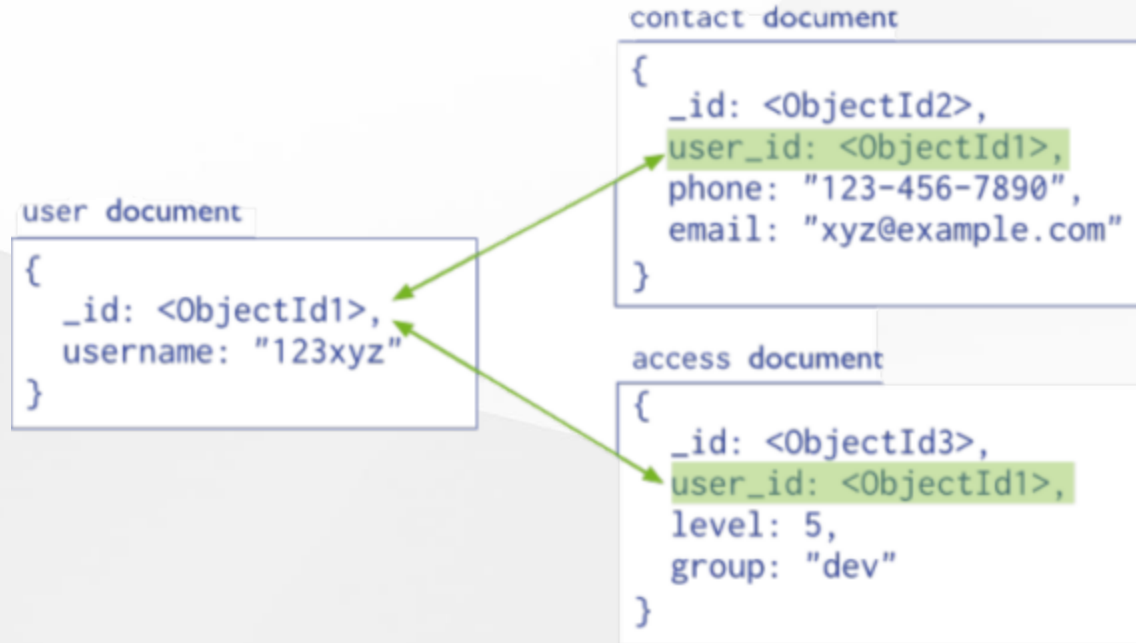 contact document
{
_id: <ObjectId2>,
user_id: <ObjectId1>,
phone: "123-456-7890",
email: "xyz@example.com"
}
user document
{
_id: <ObjectId1>,
username: "123xyz"
}
access document
{
_id: <ObjectId3>,
user_id: <ObjectId1>,
level: 5,
group: "dev"
}